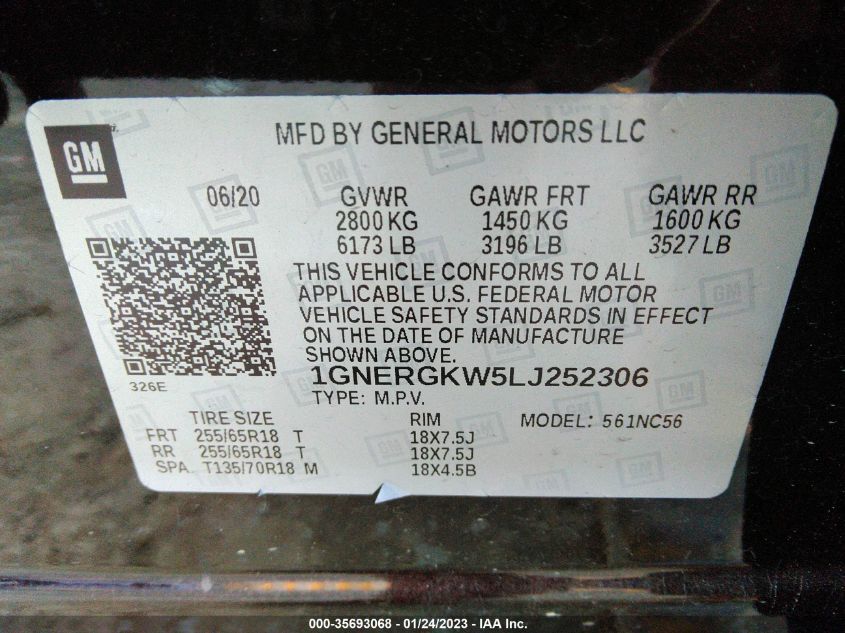 MFD BY GENERAL MOTORS LLC
GM
06/20 GVWR GAWR FRT GAWR RR
2800 KG 1450 KG 1600 KG
6173 LB 3196 LB 3527 LB
THIS VEHICLE CONFORMS TO ALL
APPLICABLE U.S. FEDERAL MOTOR
VEHICLE SAFETY STANDARDS IN EFFECT
ON THE DATE OF MANUFACTURE
SHOWN ABOVE.
326E
1GNERGKW5LJ252306
TYPE: M.P.V.
TIRE SIZE RIM MODEL: 561NC56
FRT 255/65R18 T 18X7.5J
RR 255/65R18 T 18X7.5J
SPA T135/70R18 M 18X4.5B
000-35693068 - 01/24/2023 - IAA Inc.